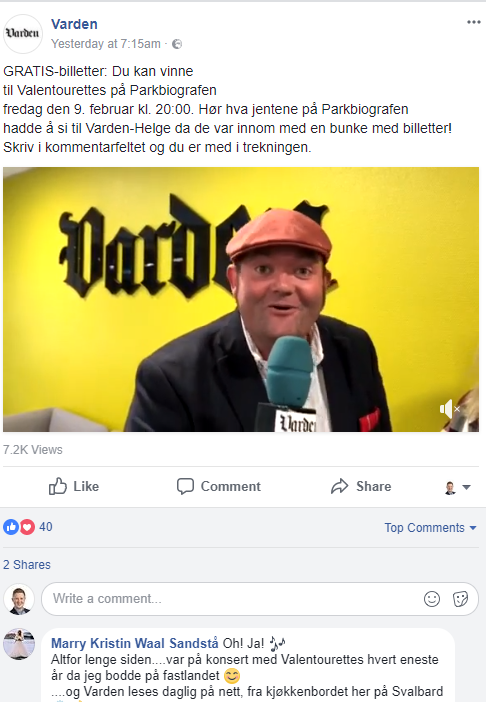 Varden
Varden
Yesterday at 7:15am ·
GRATIS-billetter: Du kan vinne
til Valentourettes på Parkbiografen
fredag den 9. februar kl. 20:00. Hør hva jentene på Parkbiografen
hadde å si til Varden-Helge da de var innom med en bunke med billetter!
Skriv i kommentarfeltet og du er med i trekningen.
Varden
Varden
7.2K Views
Like Comment Share
40 Top Comments
2 Shares
Write a comment...
Marry Kristin Waal Sandstå Oh! Ja! 🎶
Altfor lenge siden....var på konsert med Valentourettes hvert eneste
år da jeg bodde på fastlandet 😊
....og Varden leses daglig på nett, fra kjøkkenbordet her på Svalbard